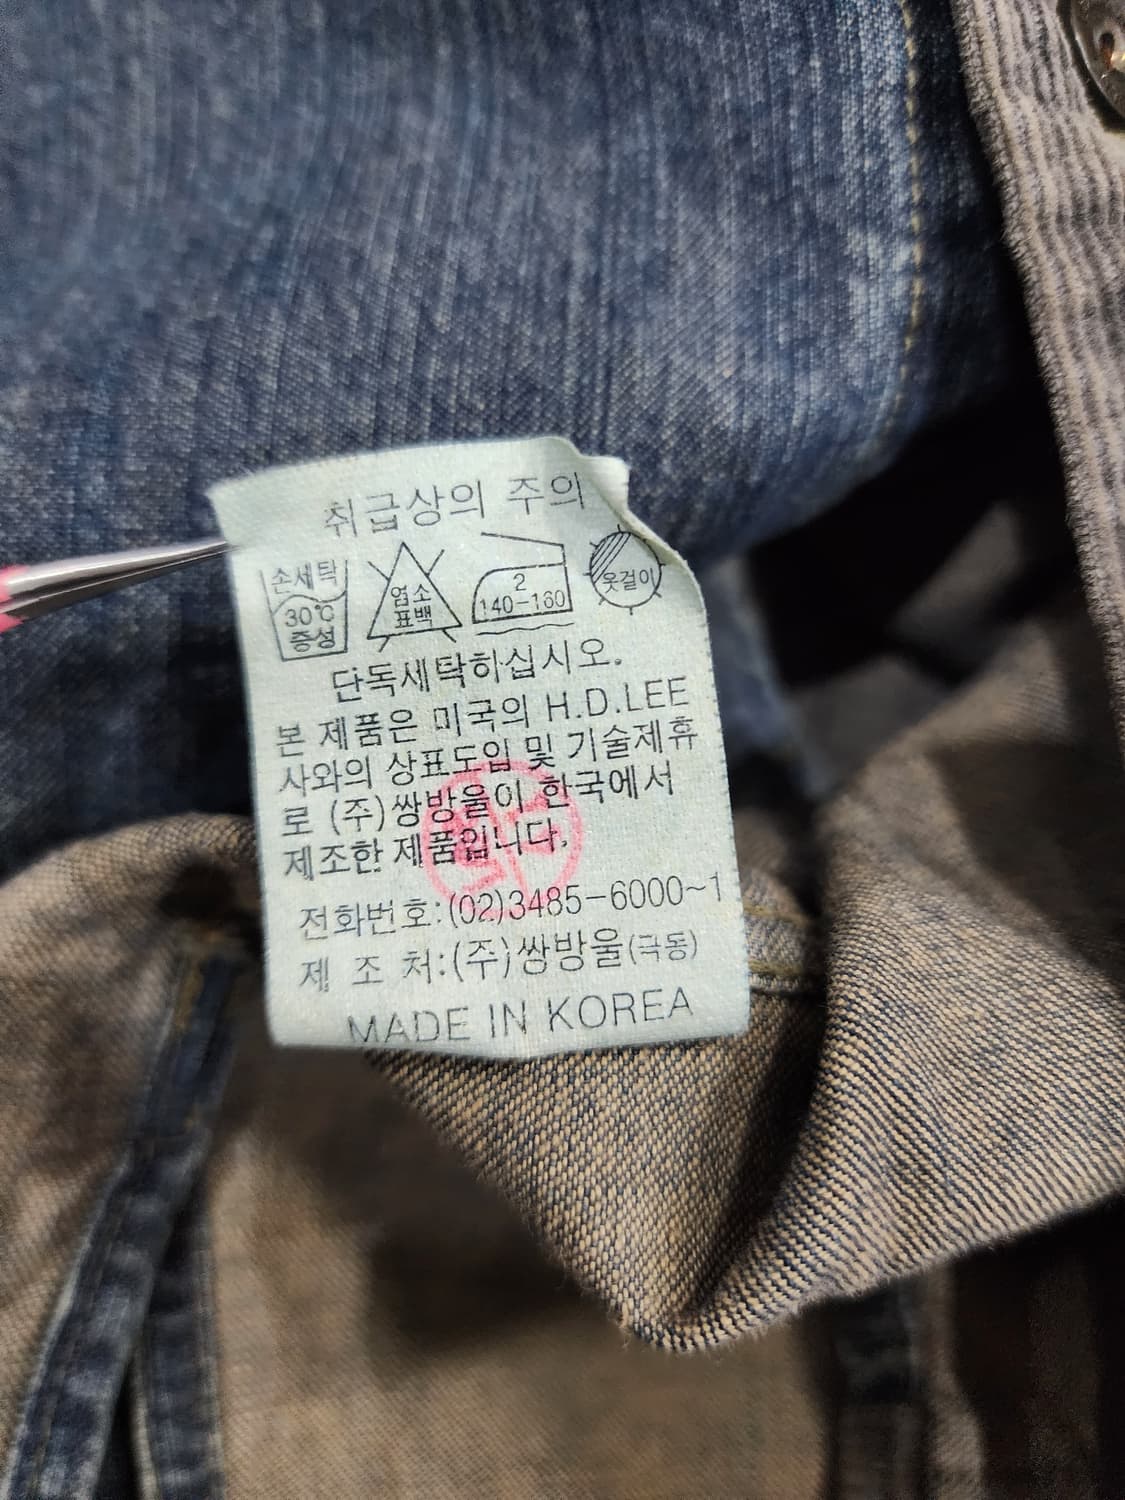 취급상의 주의
손세탁
30℃
중성
염소
표백
2
140-160
옷걸이
단독세탁하십시오.
본 제품은 미국의 H.D.LEE
사와의 상표도입 및 기술제휴
로 (주)쌍방울이 한국에서
제조한 제품입니다.
전화번호:(02)3485-6000~1
제 조 처:(주)쌍방울(극동)
MADE IN KOREA